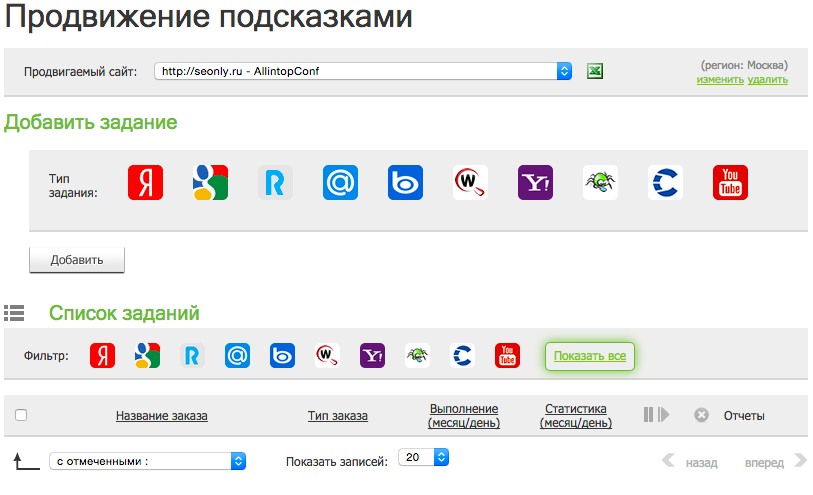 Продвижение подсказками
Продвигаемый сайт: http://seonly.ru - AllintopConf (регион: Москва)
изменить удалить
Добавить задание
Тип
задания: Я g R @ b W Y! C You
Tube
Добавить
Список заданий
Фильтр: Я g R @ b W Y! C You
Tube Показать все
Название заказа Тип заказа Выполнение
(месяц/день) Статистика
(месяц/день) Отчеты
с отмеченными : Показать записей: 20 назад вперед